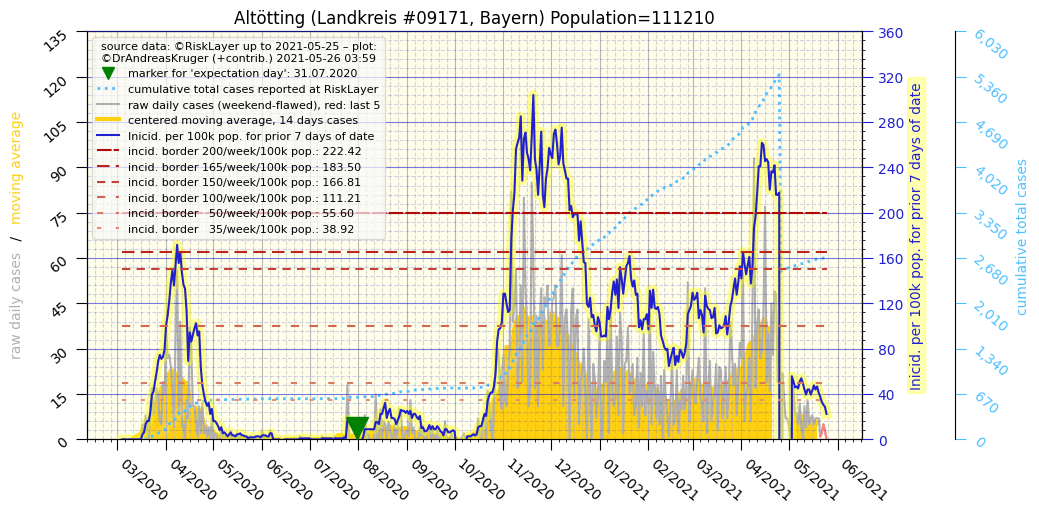 Altötting (Landkreis #09171, Bayern) Population=111210
source data: ©RiskLayer up to 2021-05-25 – plot:
©DrAndreasKruger (+contrib.) 2021-05-26 03:59
marker for 'expectation day': 31.07.2020
cumulative total cases reported at RiskLayer
raw daily cases (weekend-flawed), red: last 5
centered moving average, 14 days cases
Inicid. per 100k pop. for prior 7 days of date
incid. border 200/week/100k pop.: 222.42
incid. border 165/week/100k pop.: 183.50
incid. border 150/week/100k pop.: 166.81
incid. border 100/week/100k pop.: 111.21
incid. border   50/week/100k pop.: 55.60
incid. border   35/week/100k pop.: 38.92
raw daily cases / moving average
135
120
105
90
75
60
45
30
15
0
03/2020
04/2020
05/2020
06/2020
07/2020
08/2020
09/2020
10/2020
11/2020
12/2020
01/2021
02/2021
03/2021
04/2021
05/2021
06/2021
360
320
280
240
200
160
120
80
40
0
Inicid. per 100k pop. for prior 7 days of date
6,030
5,360
4,690
4,020
3,350
2,680
2,010
1,340
670
0
cumulative total cases